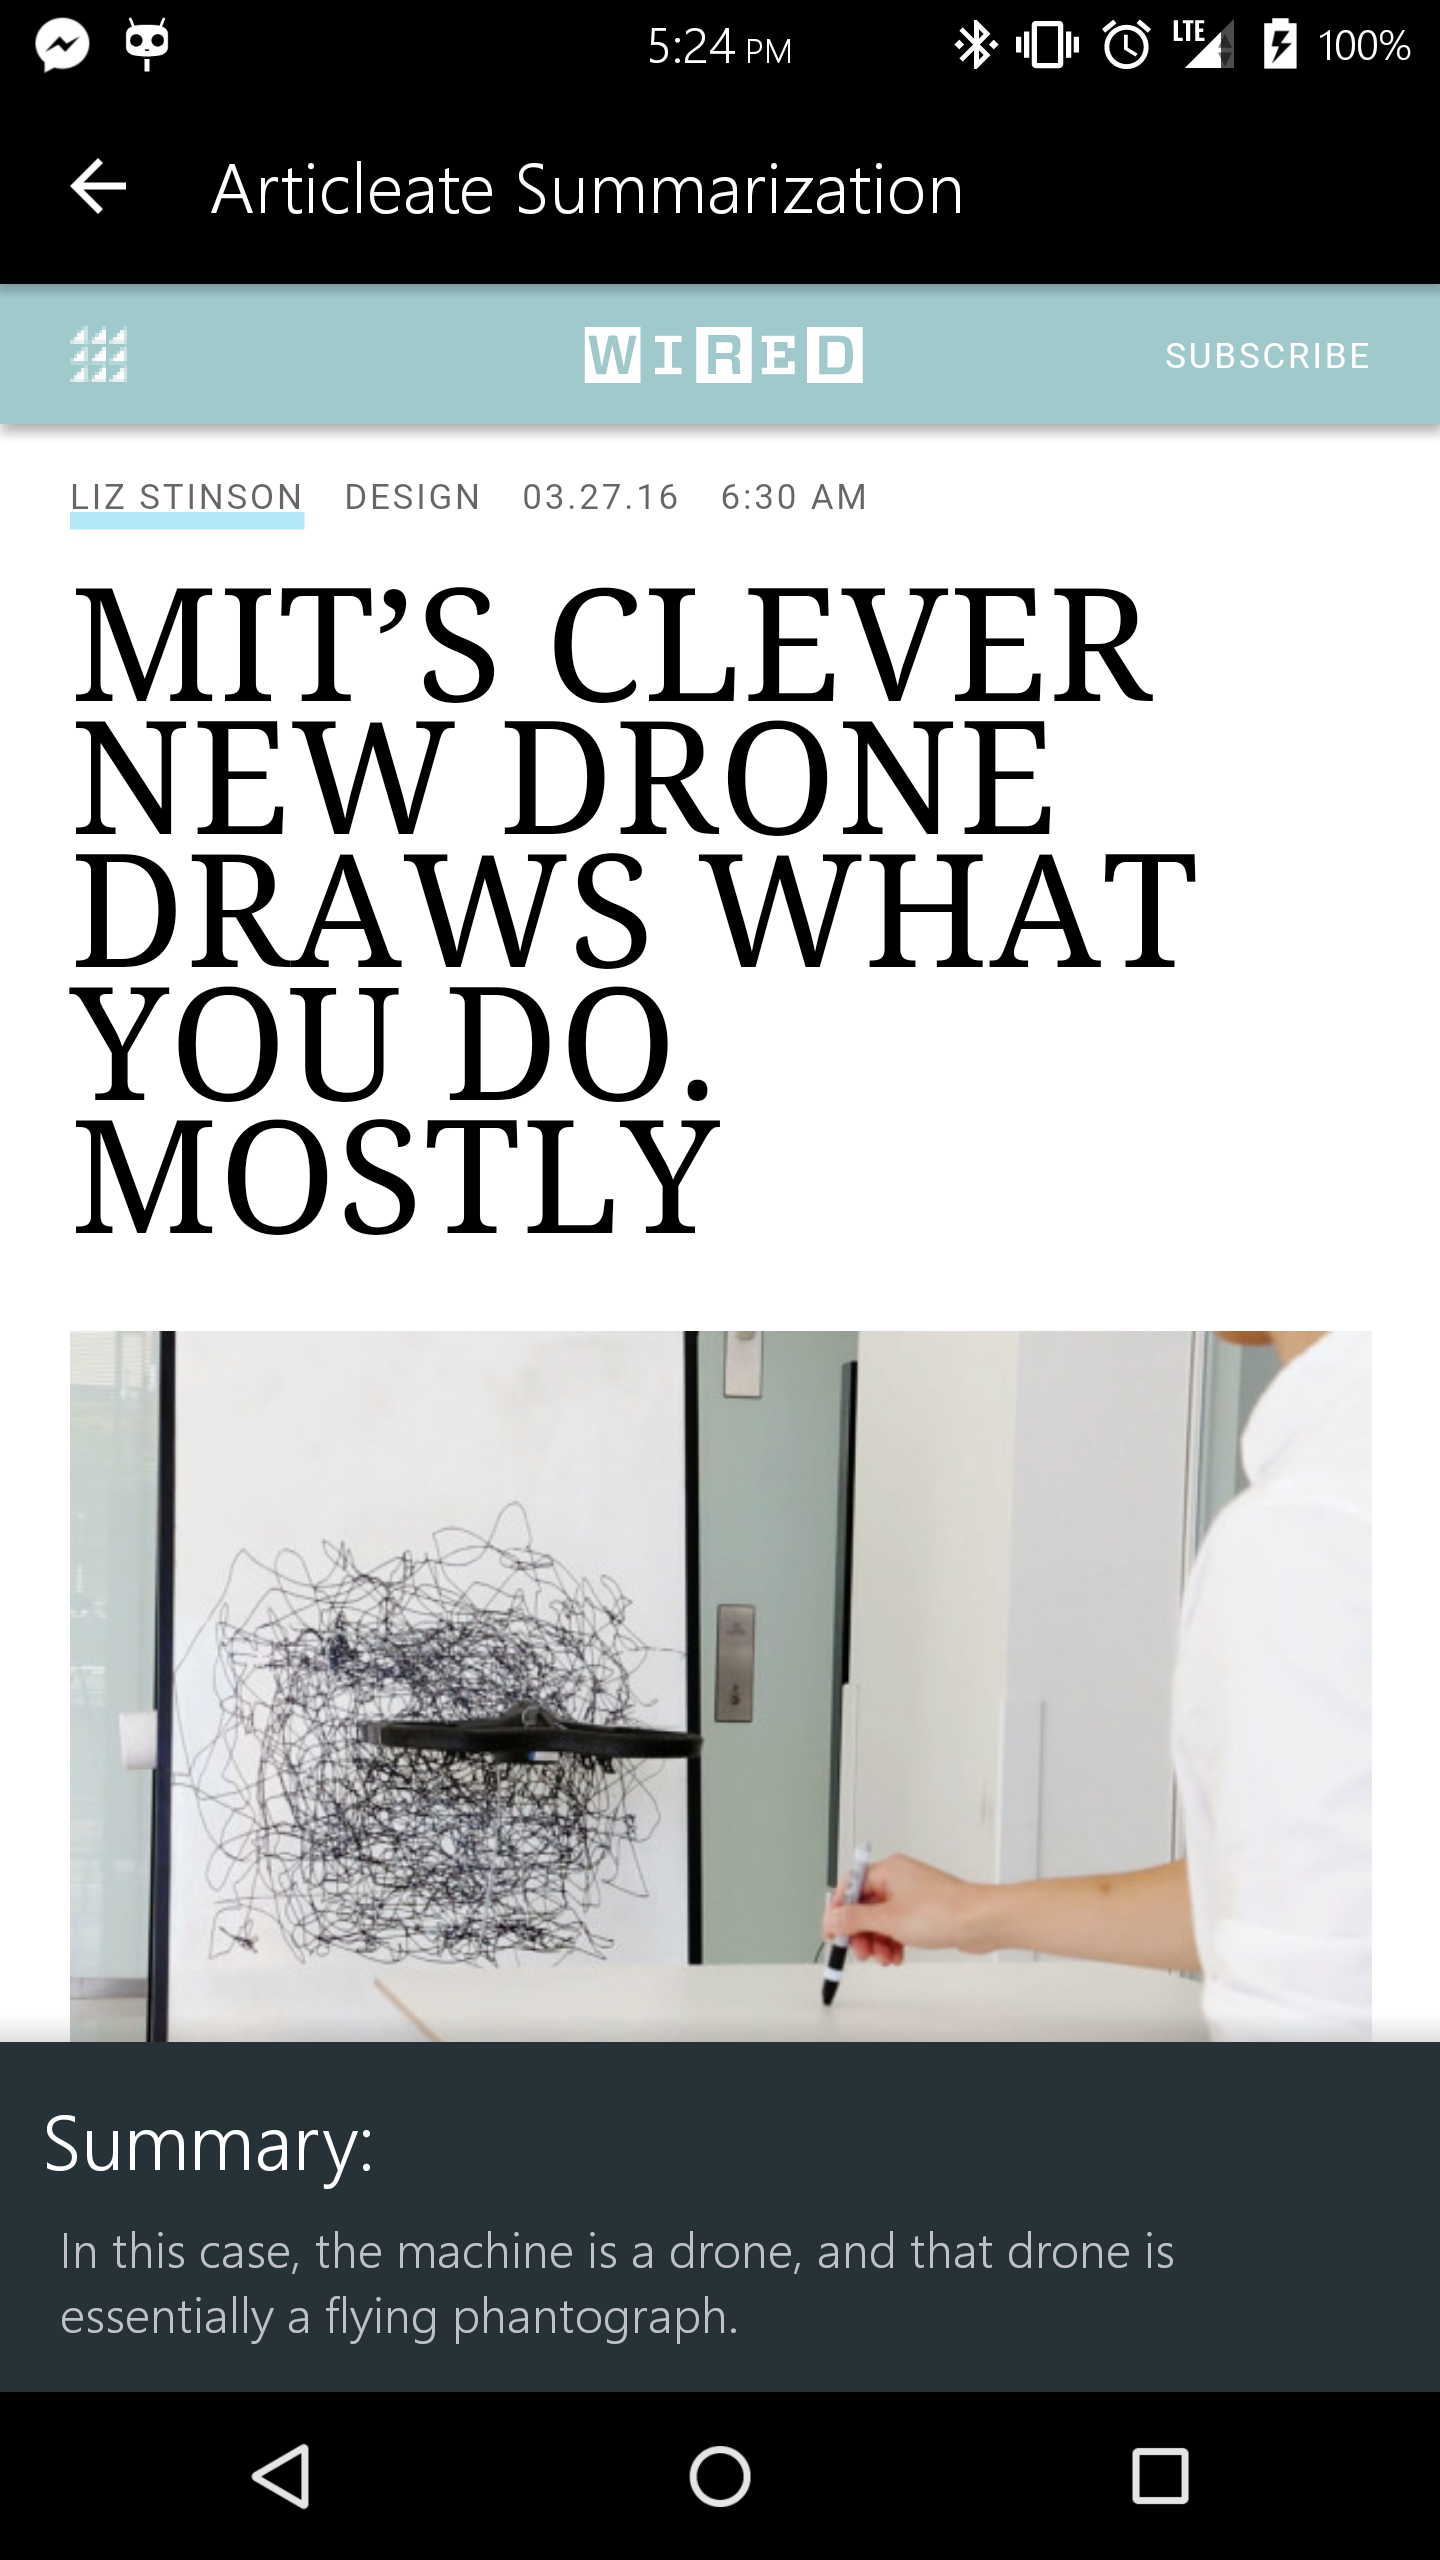 5:24 PM
LTE
100%
Articleate Summarization
WIRED
SUBSCRIBE
LIZ STINSON DESIGN 03.27.16 6:30 AM
MIT’S CLEVER
NEW DRONE
DRAWS WHAT
YOU DO.
MOSTLY
Summary:
In this case, the machine is a drone, and that drone is
essentially a flying phantograph.